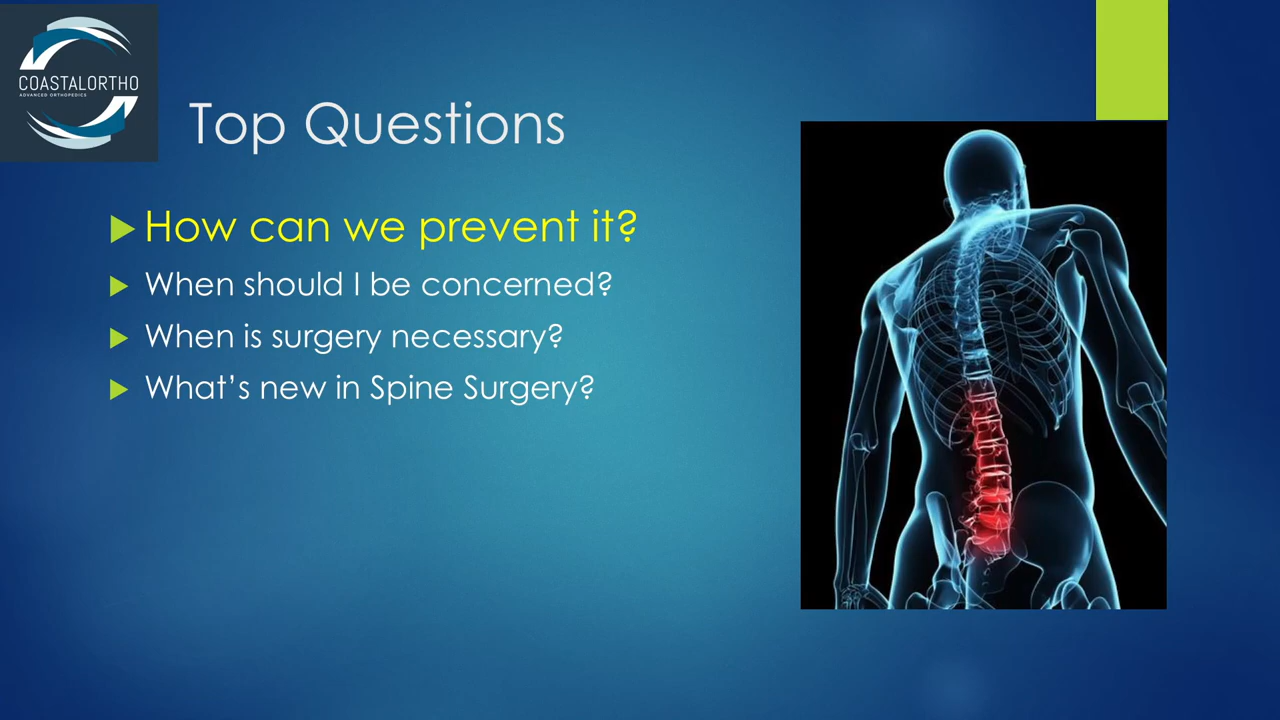 COASTALORTHO
ADVANCED ORTHOPEDICS
Top Questions
How can we prevent it?
When should I be concerned?
When is surgery necessary?
What's new in Spine Surgery?